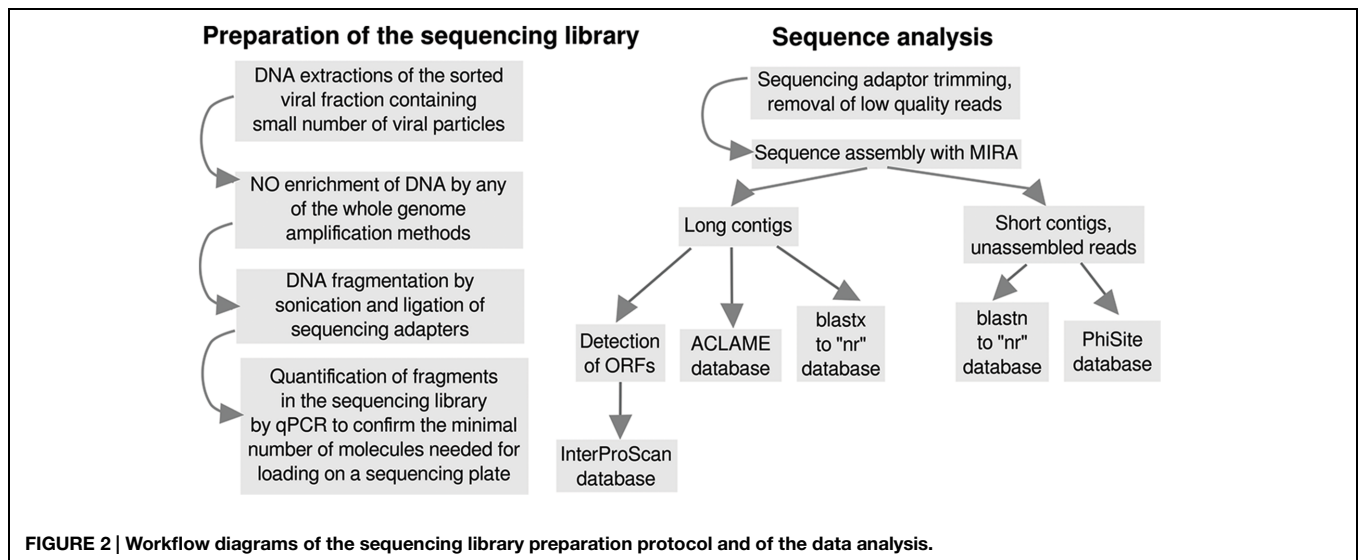 Preparation of the sequencing library
DNA extractions of the sorted
viral fraction containing
small number of viral particles
NO enrichment of DNA by any
of the whole genome
amplification methods
DNA fragmentation by
sonication and ligation of
sequencing adapters
Quantification of fragments
in the sequencing library
by qPCR to confirm the minimal
number of molecules needed for
loading on a sequencing plate
Sequence analysis
Sequencing adaptor trimming,
removal of low quality reads
Sequence assembly with MIRA
Long contigs
Short contigs,
unassembled reads
Detection
of ORFs
ACLAME
database
blastx
to "nr"
database
blastn
to "nr"
database
PhiSite
database
InterProScan
database
FIGURE 2 | Workflow diagrams of the sequencing library preparation protocol and of the data analysis.